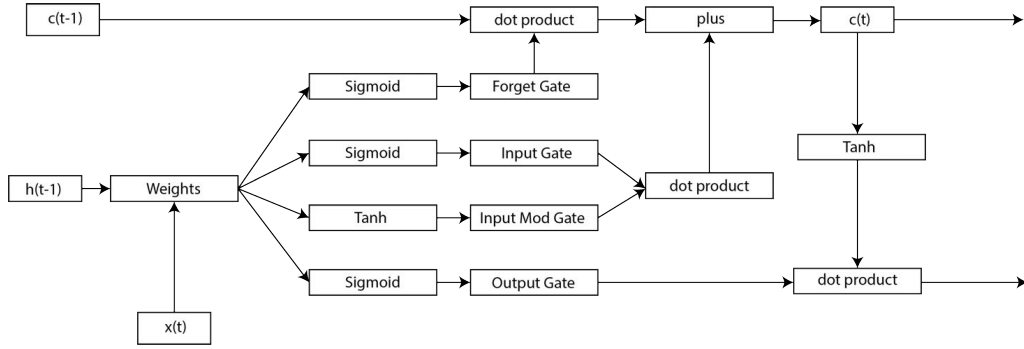 c(t-1)
dot product
plus
c(t)
Sigmoid
Forget Gate
Sigmoid
Input Gate
Tanh
h(t-1)
Weights
dot product
Tanh
Input Mod Gate
Sigmoid
Output Gate
dot product
x(t)